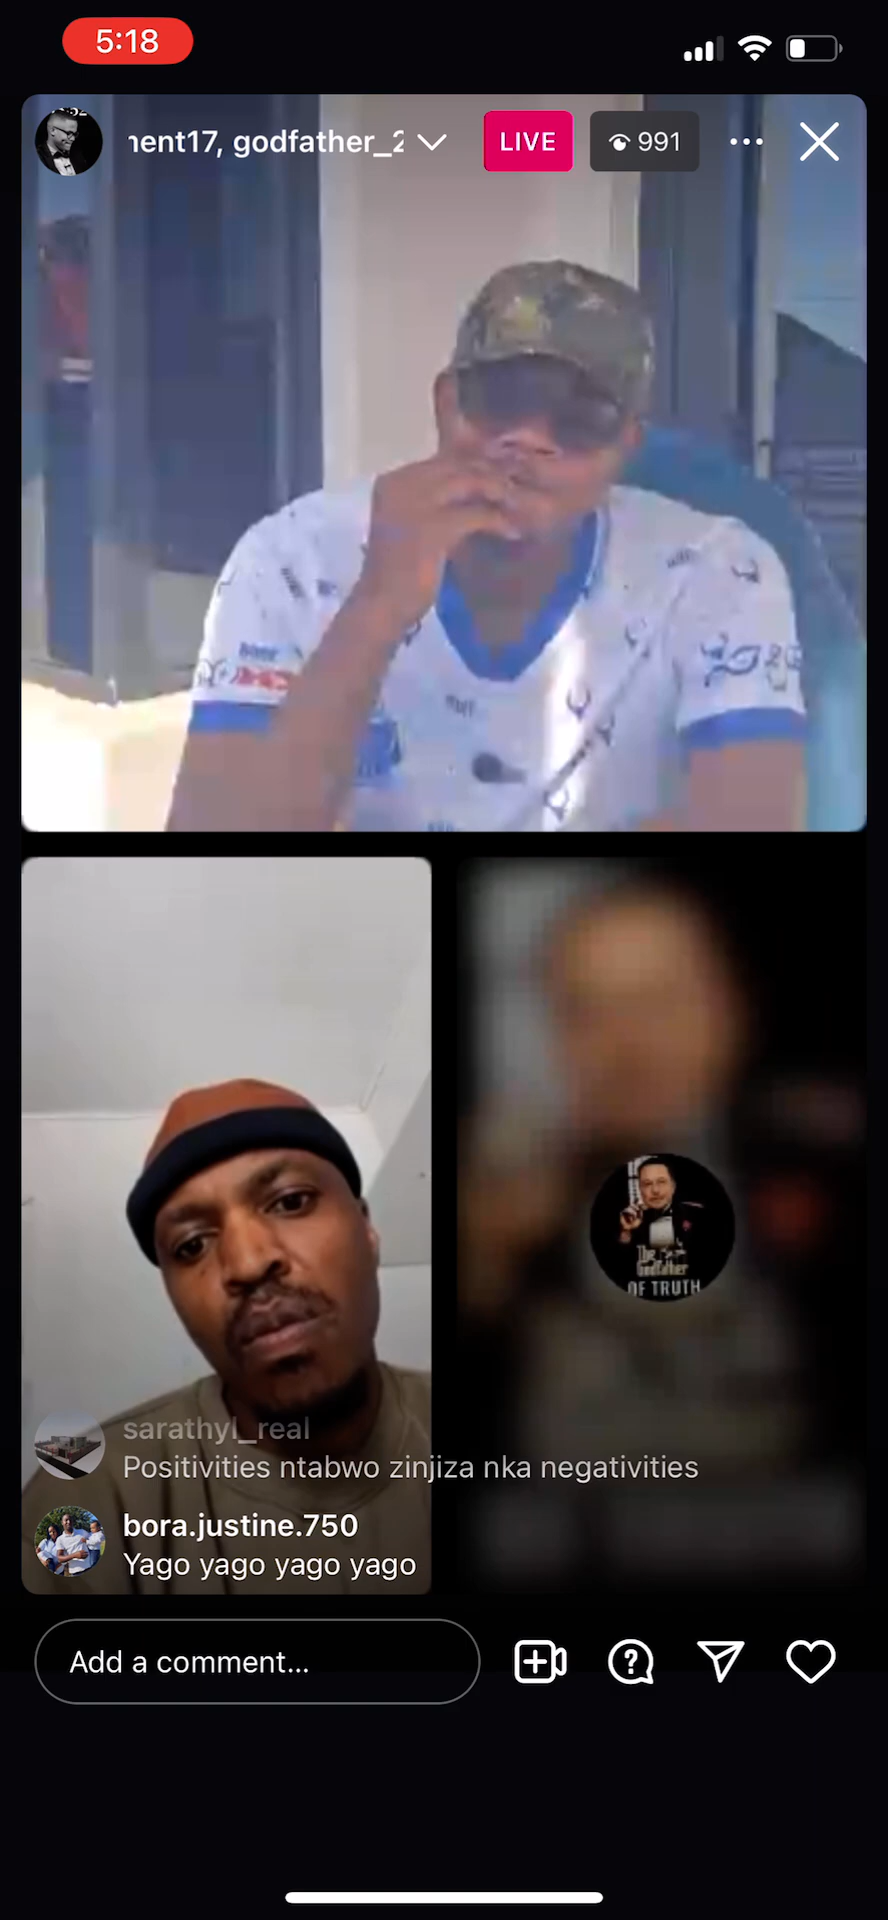 5:18
nent17, godfather_2
LIVE
991
The
Godfather
OF TRUTH
sarathyl_real
Positivities ntabwo zinjiza nka negativities
bora.justine.750
Yago yago yago yago
Add a comment...